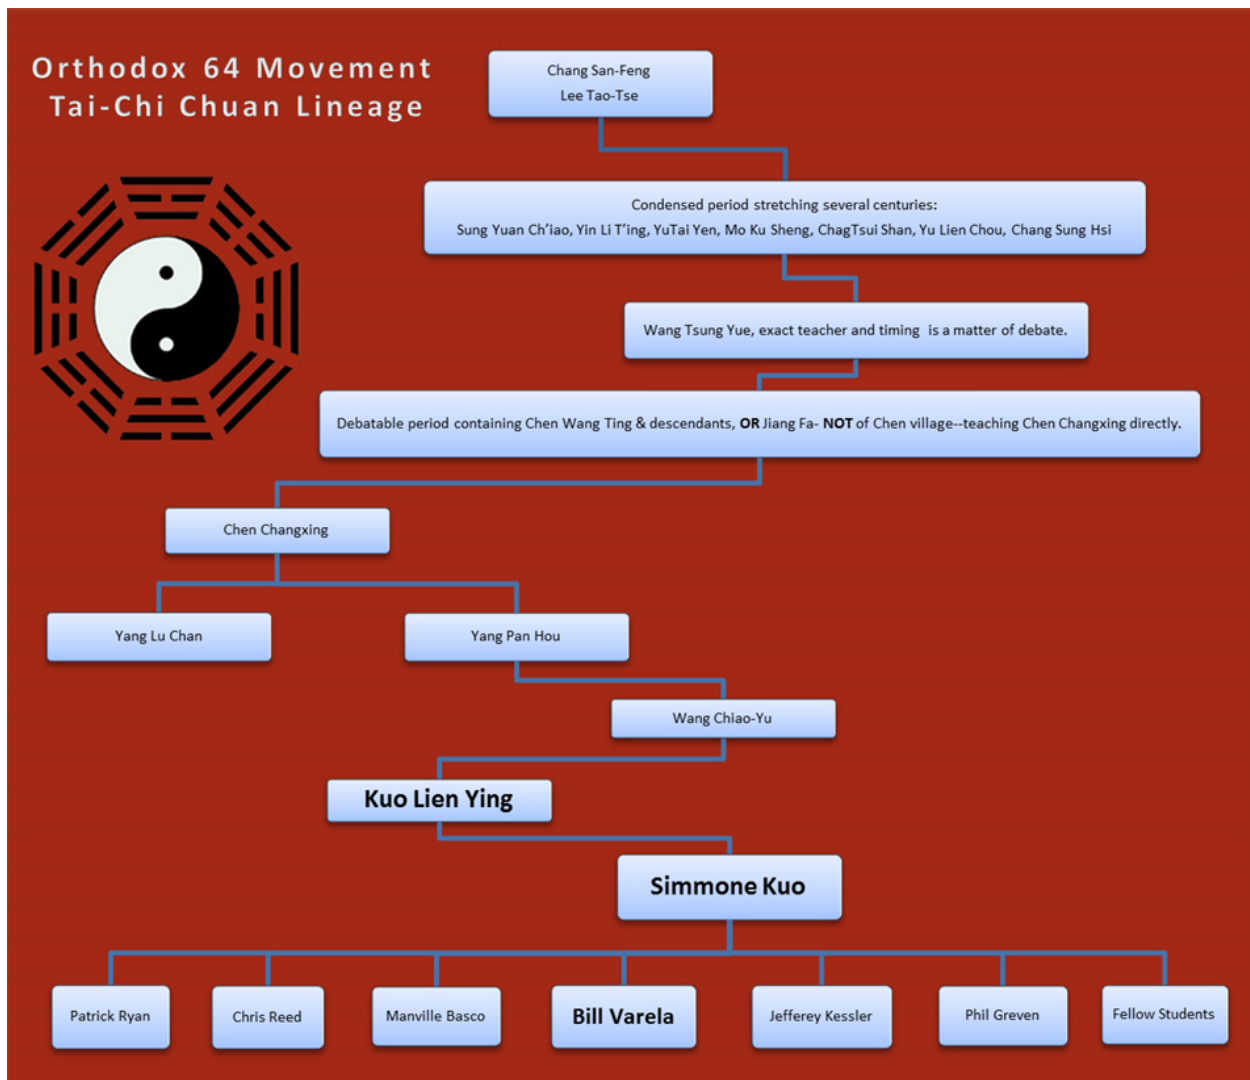 Orthodox 64 Movement
Tai-Chi Chuan Lineage
Chang San-Feng
Lee Tao-Tse
Condensed period stretching several centuries:
Sung Yuan Ch’iao, Yin Li T’ing, YuTai Yen, Mo Ku Sheng, ChagTsui Shan, Yu Lien Chou, Chang Sung Hsi
Wang Tsung Yue, exact teacher and timing  is a matter of debate.
Debatable period containing Chen Wang Ting & descendants, OR Jiang Fa- NOT of Chen village--teaching Chen Changxing directly.
Chen Changxing
Yang Lu Chan
Yang Pan Hou
Wang Chiao-Yu
Kuo Lien Ying
Simmone Kuo
Patrick Ryan
Chris Reed
Manville Basco
Bill Varela
Jefferey Kessler
Phil Greven
Fellow Students